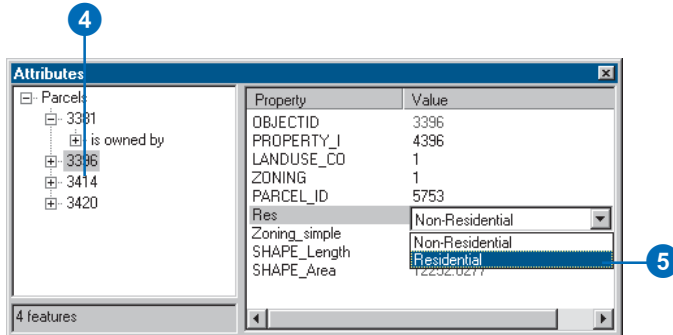 4
Attributes
Parcels
3381
is owned by
3396
3414
3420
4 features
Property Value
OBJECTID 3396
PROPERTY_I 4396
LANDUSE_CO 1
ZONING 1
PARCEL_ID 5753
Res Non-Residential
Zoning_simple Non-Residential
Residential
SHAPE_Length
SHAPE_Area
5